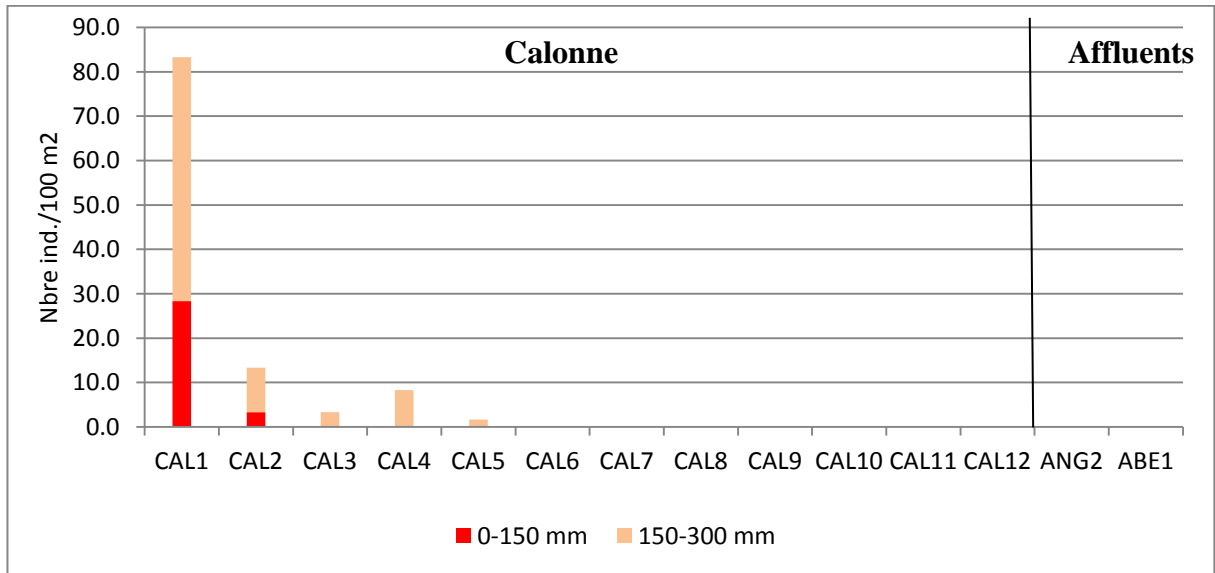 90.0
80.0
70.0
60.0
50.0
40.0
30.0
20.0
10.0
0.0
Nbre ind./100 m2
Calonne
Affluents
CAL1 CAL2 CAL3 CAL4 CAL5 CAL6 CAL7 CAL8 CAL9 CAL10 CAL11 CAL12 ANG2 ABE1
0-150 mm 150-300 mm